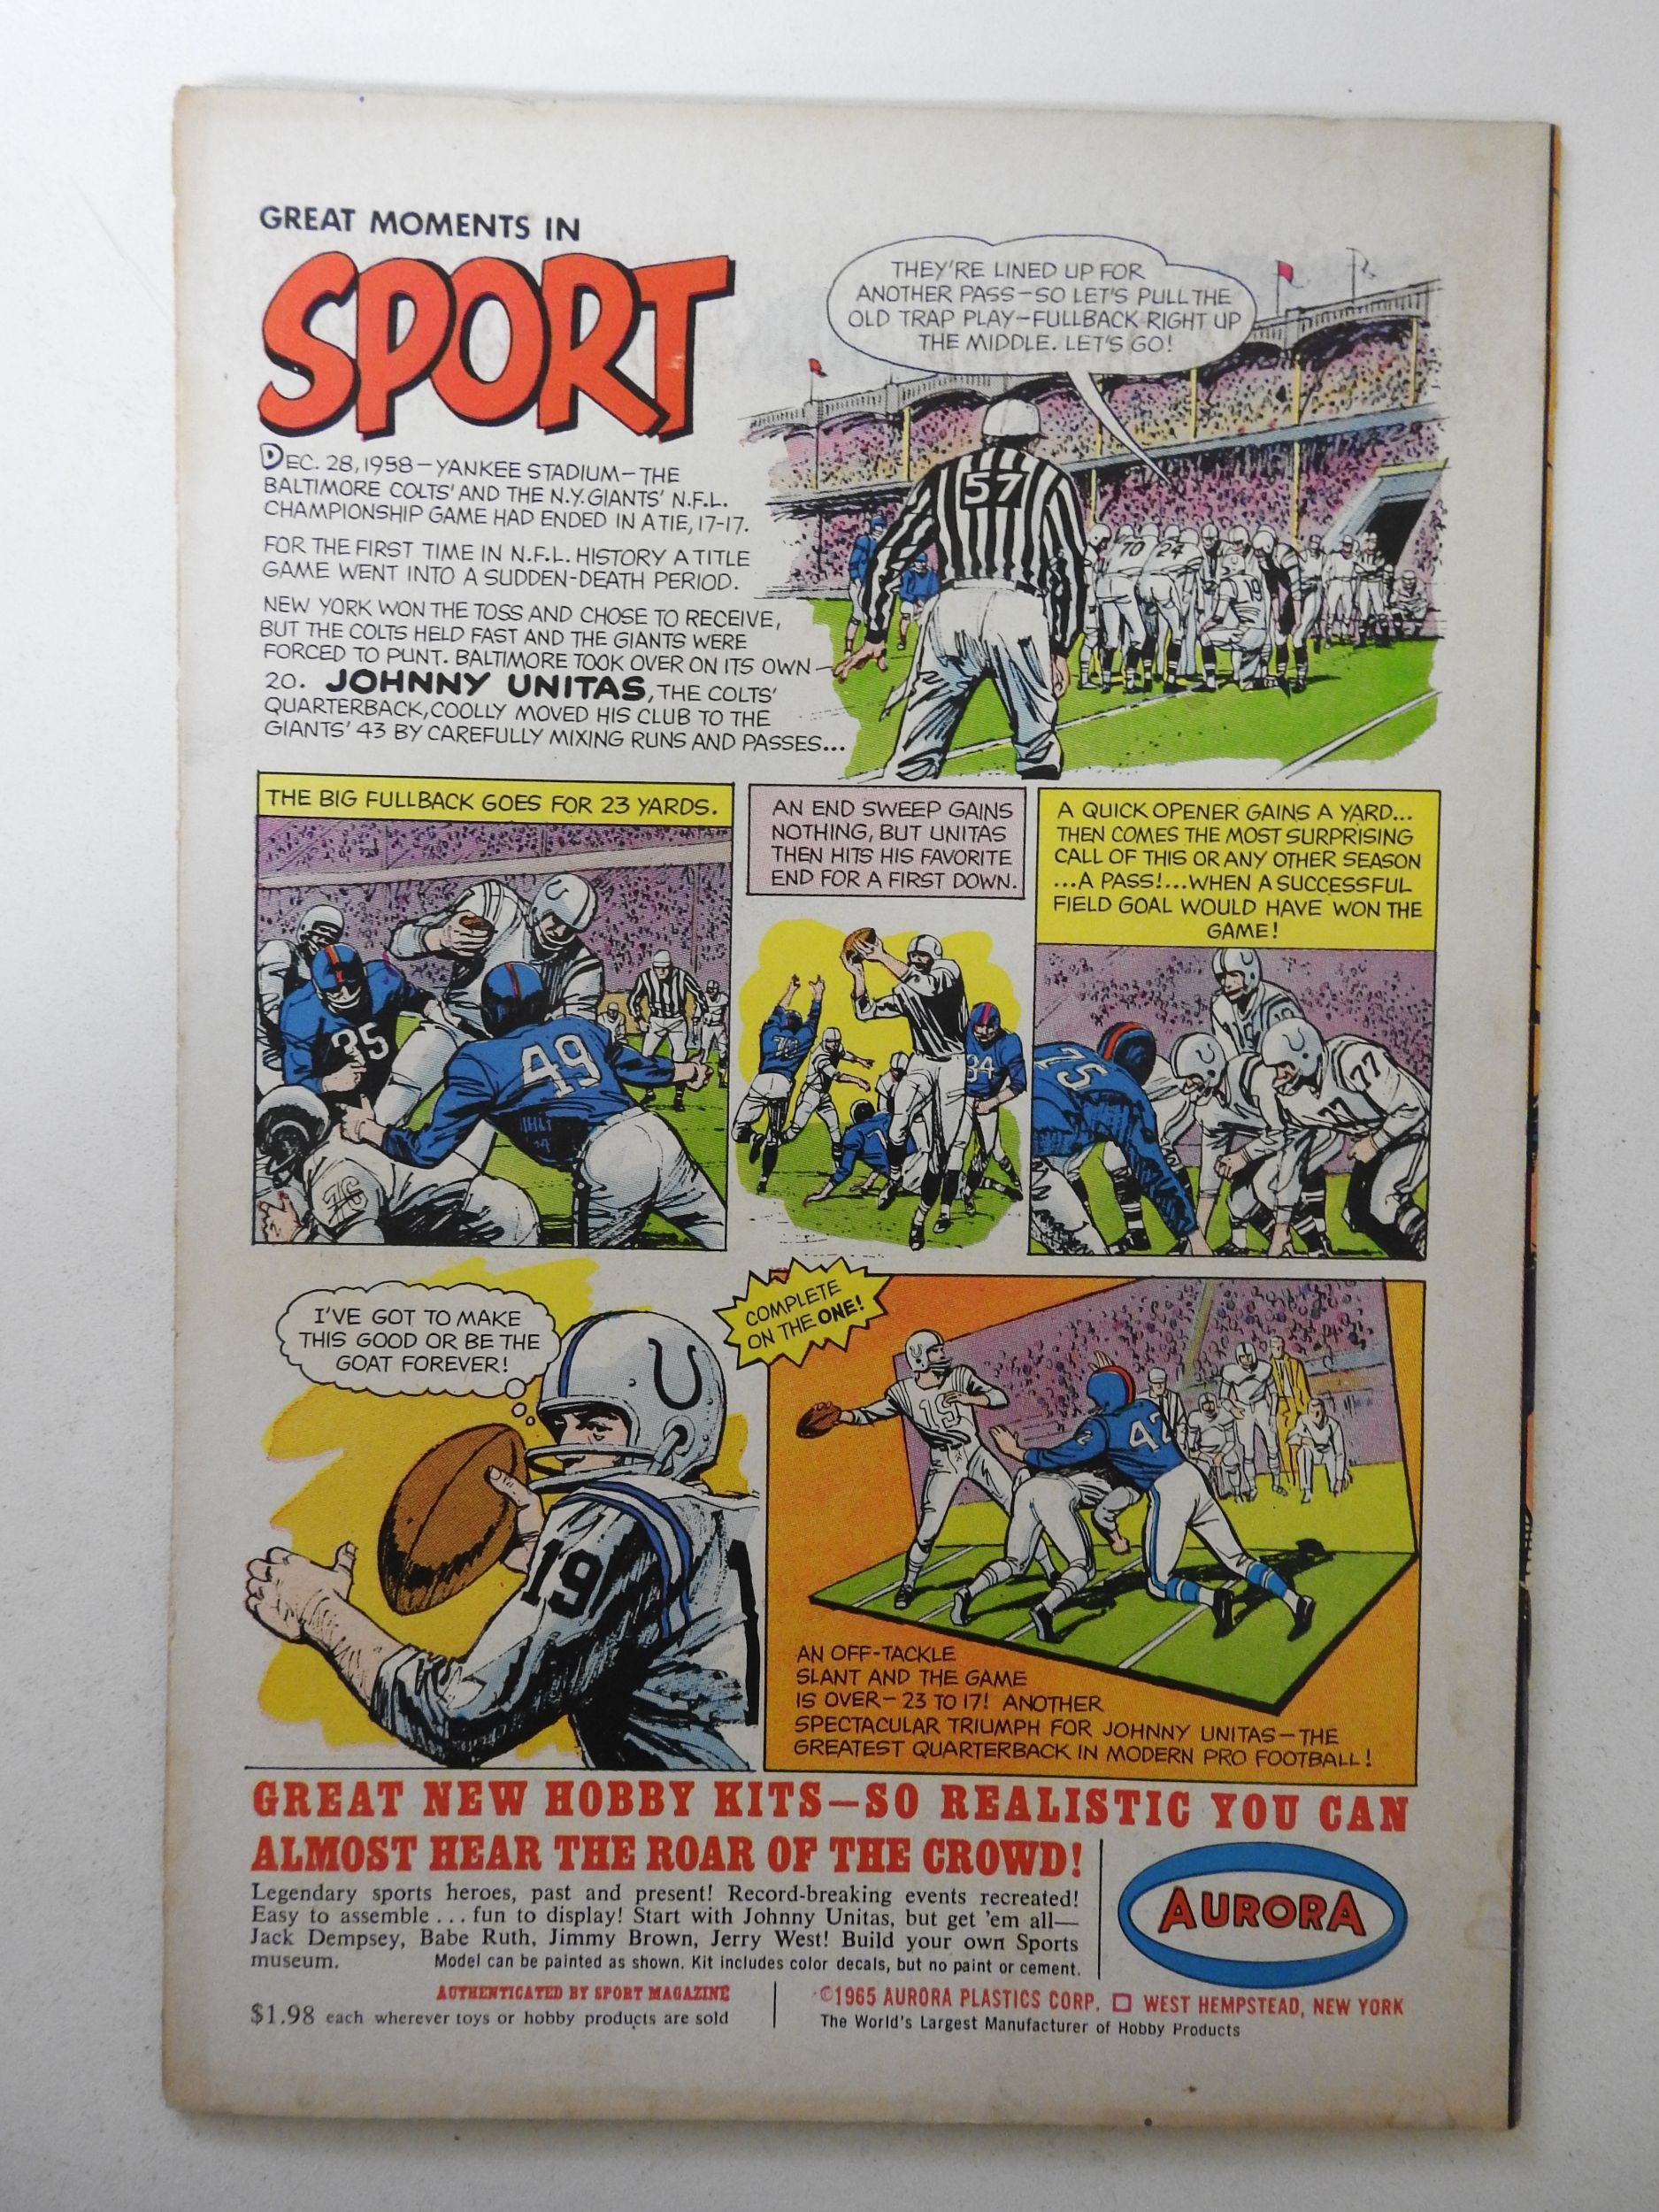 GREAT MOMENTS IN
SPORT
DEC. 28, 1958—YANKEE STADIUM—THE
BALTIMORE COLTS' AND THE N.Y. GIANTS' N.F.L.
CHAMPIONSHIP GAME HAD ENDED IN A TIE, 17-17.
FOR THE FIRST TIME IN N.F.L. HISTORY A TITLE
GAME WENT INTO A SUDDEN-DEATH PERIOD.
NEW YORK WON THE TOSS AND CHOSE TO RECEIVE,
BUT THE COLTS HELD FAST AND THE GIANTS WERE
FORCED TO PUNT. BALTIMORE TOOK OVER ON ITS OWN
20. JOHNNY UNITAS, THE COLTS'
QUARTERBACK, COOLLY MOVED HIS CLUB TO THE
GIANTS' 43 BY CAREFULLY MIXING RUNS AND PASSES...
THEY'RE LINED UP FOR
ANOTHER PASS—SO LET'S PULL THE
OLD TRAP PLAY—FULLBACK RIGHT UP
THE MIDDLE. LET'S GO!
57
70
24
19
THE BIG FULLBACK GOES FOR 23 YARDS.
35
49
76
AN END SWEEP GAINS
NOTHING, BUT UNITAS
THEN HITS HIS FAVORITE
END FOR A FIRST DOWN.
84
A QUICK OPENER GAINS A YARD...
THEN COMES THE MOST SURPRISING
CALL OF THIS OR ANY OTHER SEASON
...A PASS!...WHEN A SUCCESSFUL
FIELD GOAL WOULD HAVE WON THE
GAME!
75
77
77
I'VE GOT TO MAKE
THIS GOOD OR BE THE
GOAT FOREVER!
19
1
COMPLETE
ON THE ONE!
19
2
42
AN OFF-TACKLE
SLANT AND THE GAME
IS OVER—23 TO 17! ANOTHER
SPECTACULAR TRIUMPH FOR JOHNNY UNITAS—THE
GREATEST QUARTERBACK IN MODERN PRO FOOTBALL!
GREAT NEW HOBBY KITS—SO REALISTIC YOU CAN
ALMOST HEAR THE ROAR OF THE CROWD!
Legendary sports heroes, past and present! Record-breaking events recreated!
Easy to assemble ... fun to display! Start with Johnny Unitas, but get 'em all—
Jack Dempsey, Babe Ruth, Jimmy Brown, Jerry West! Build your own Sports
museum. Model can be painted as shown. Kit includes color decals, but no paint or cement.
AURORA
AUTHENTICATED BY SPORT MAGAZINE
$1.98 each wherever toys or hobby products are sold
©1965 AURORA PLASTICS CORP. WEST HEMPSTEAD, NEW YORK
The World's Largest Manufacturer of Hobby Products